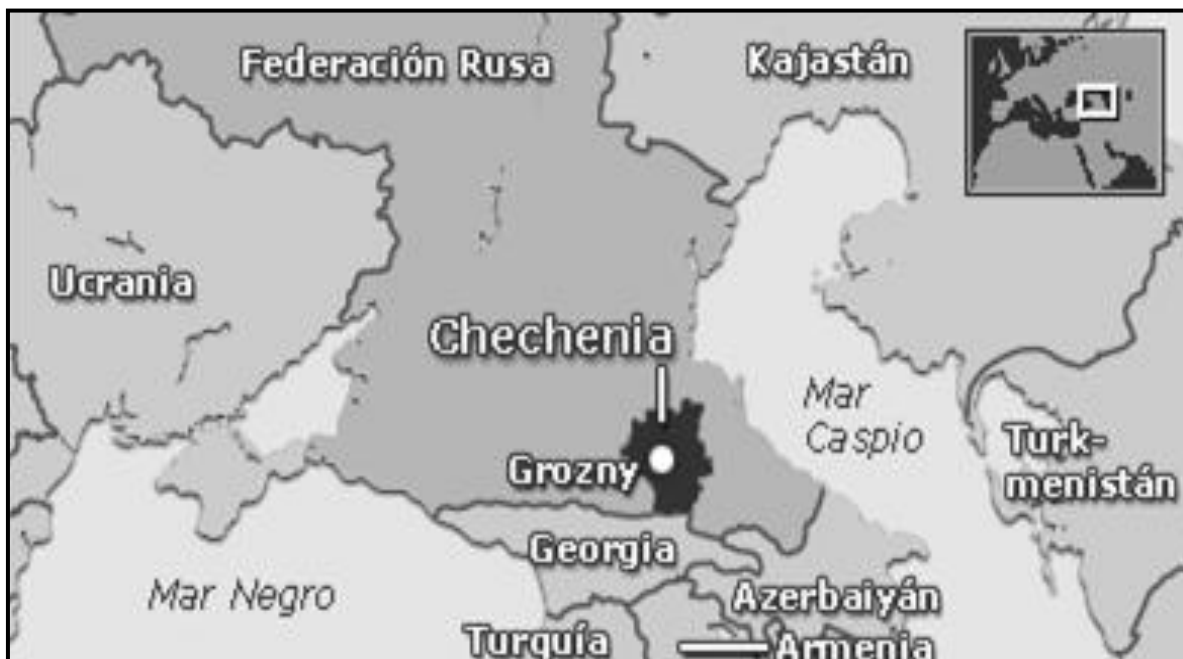 Federación Rusa
Kajastán
Ucrania
Chechenia
Mar
Caspio
Grozny
Turk-
menistán
Georgia
Mar Negro
Azerbaiyán
Turquía
Armenia